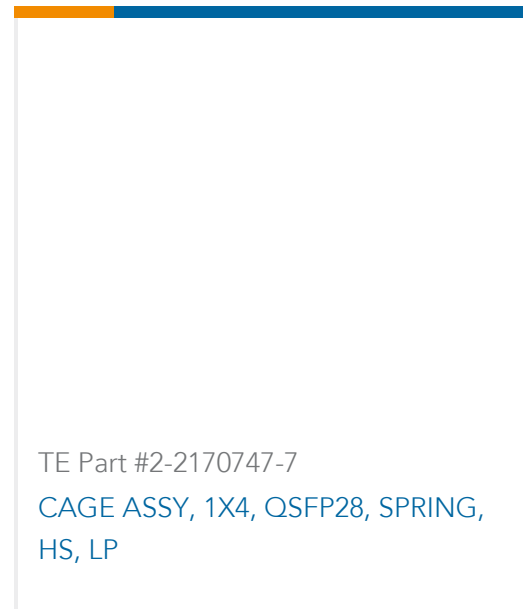 TE Part #2-2170747-7
CAGE ASSY, 1X4, QSFP28, SPRING,
HS, LP